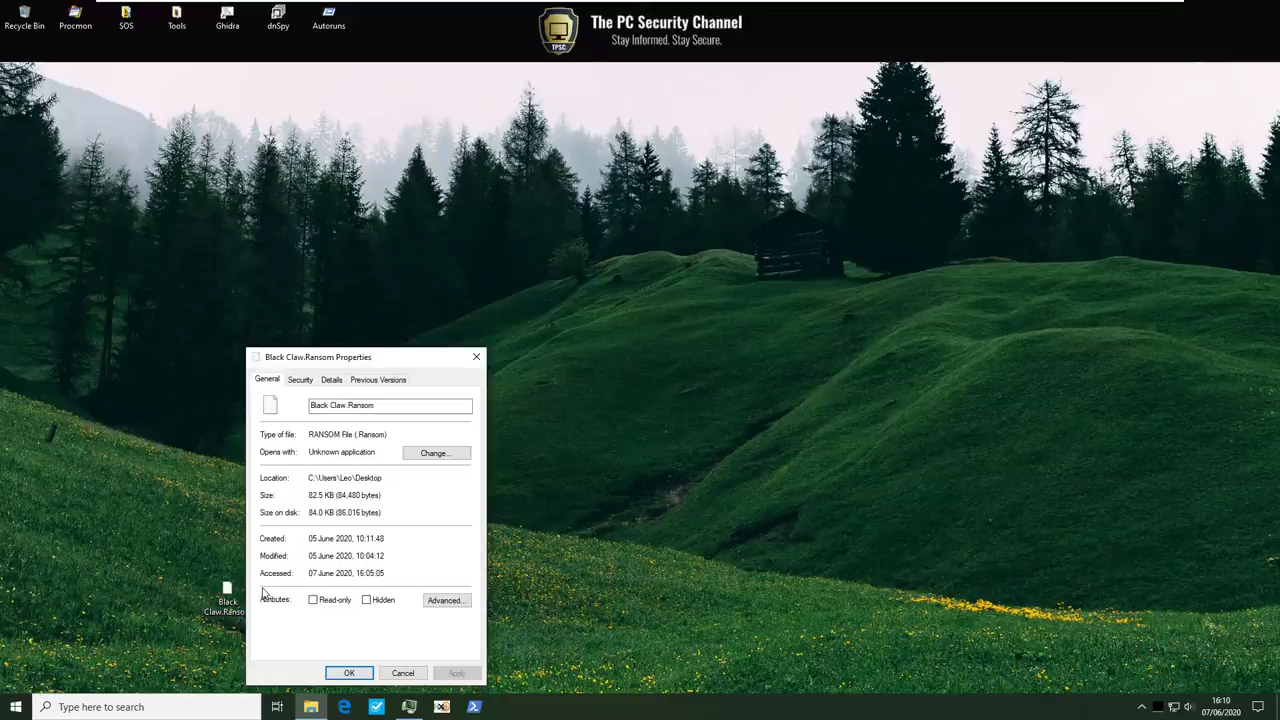 Recycle Bin
Procmon
SOS
Tools
Ghidra
dnSpy
Autoruns
The PC Security Channel
TPSC
Stay Informed. Stay Secure.
Black Claw.Ransom Properties
General
Security
Details
Previous Versions
Black Claw.Ransom
Type of file: RANSOM File (.Ransom)
Opens with: Unknown application
Change...
Location: C:\Users\Leo\Desktop
Size: 82.5 KB (84,480 bytes)
Size on disk: 84.0 KB (86,016 bytes)
Created: 05 June 2020, 10:11:48
Modified: 05 June 2020, 10:04:12
Accessed: 07 June 2020, 16:05:05
Attributes: Read-only Hidden Advanced...
Black
Claw.Ranso
OK
Cancel
Apply
Type here to search
16:10
07/06/2020